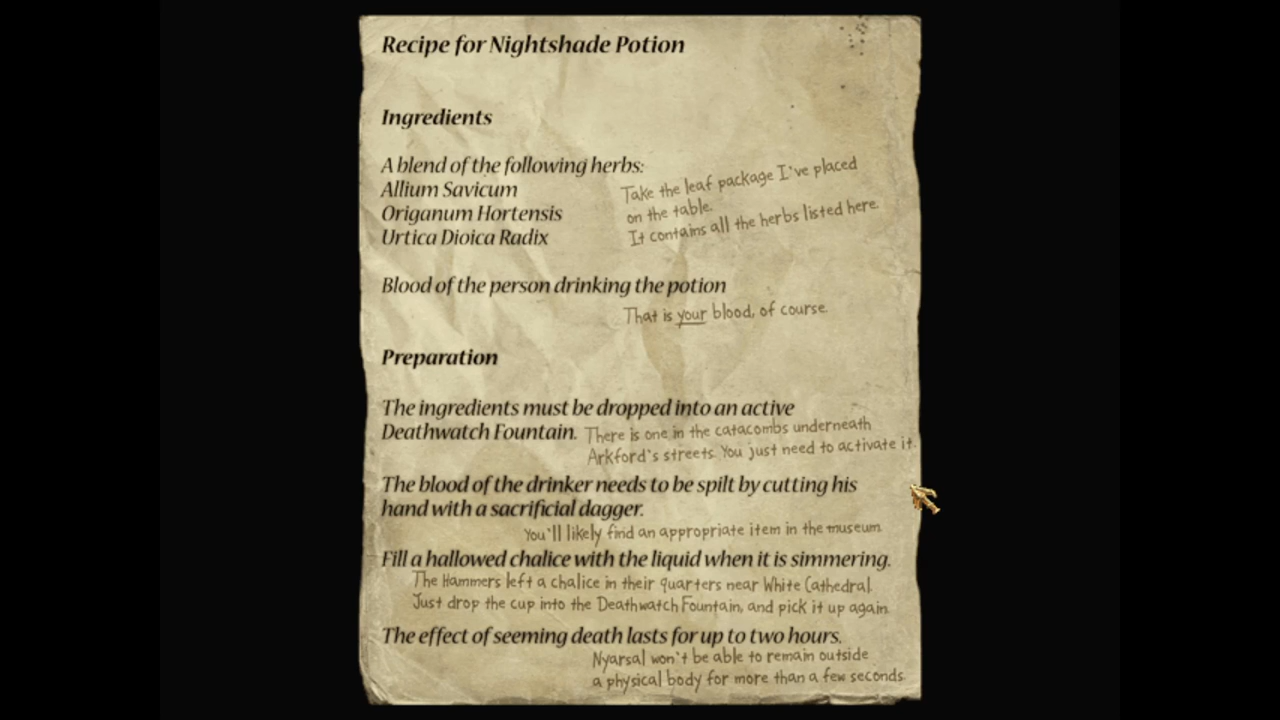 Recipe for Nightshade Potion
Ingredients
A blend of the following herbs:
Allium Savicum
Origanum Hortensis
Urtica Dioica Radix
Take the leaf package I've placed
on the table.
It contains all the herbs listed here.
Blood of the person drinking the potion
That is your blood, of course.
Preparation
The ingredients must be dropped into an active
Deathwatch Fountain.
There is one in the catacombs underneath
Arkford's streets. You just need to activate it.
The blood of the drinker needs to be spilt by cutting his
hand with a sacrificial dagger.
You'll likely find an appropriate item in the museum.
Fill a hallowed chalice with the liquid when it is simmering.
The Hammers left a chalice in their quarters near White Cathedral.
Just drop the cup into the Deathwatch Fountain, and pick it up again.
The effect of seeming death lasts for up to two hours.
Nyarsal won't be able to remain outside
a physical body for more than a few seconds.